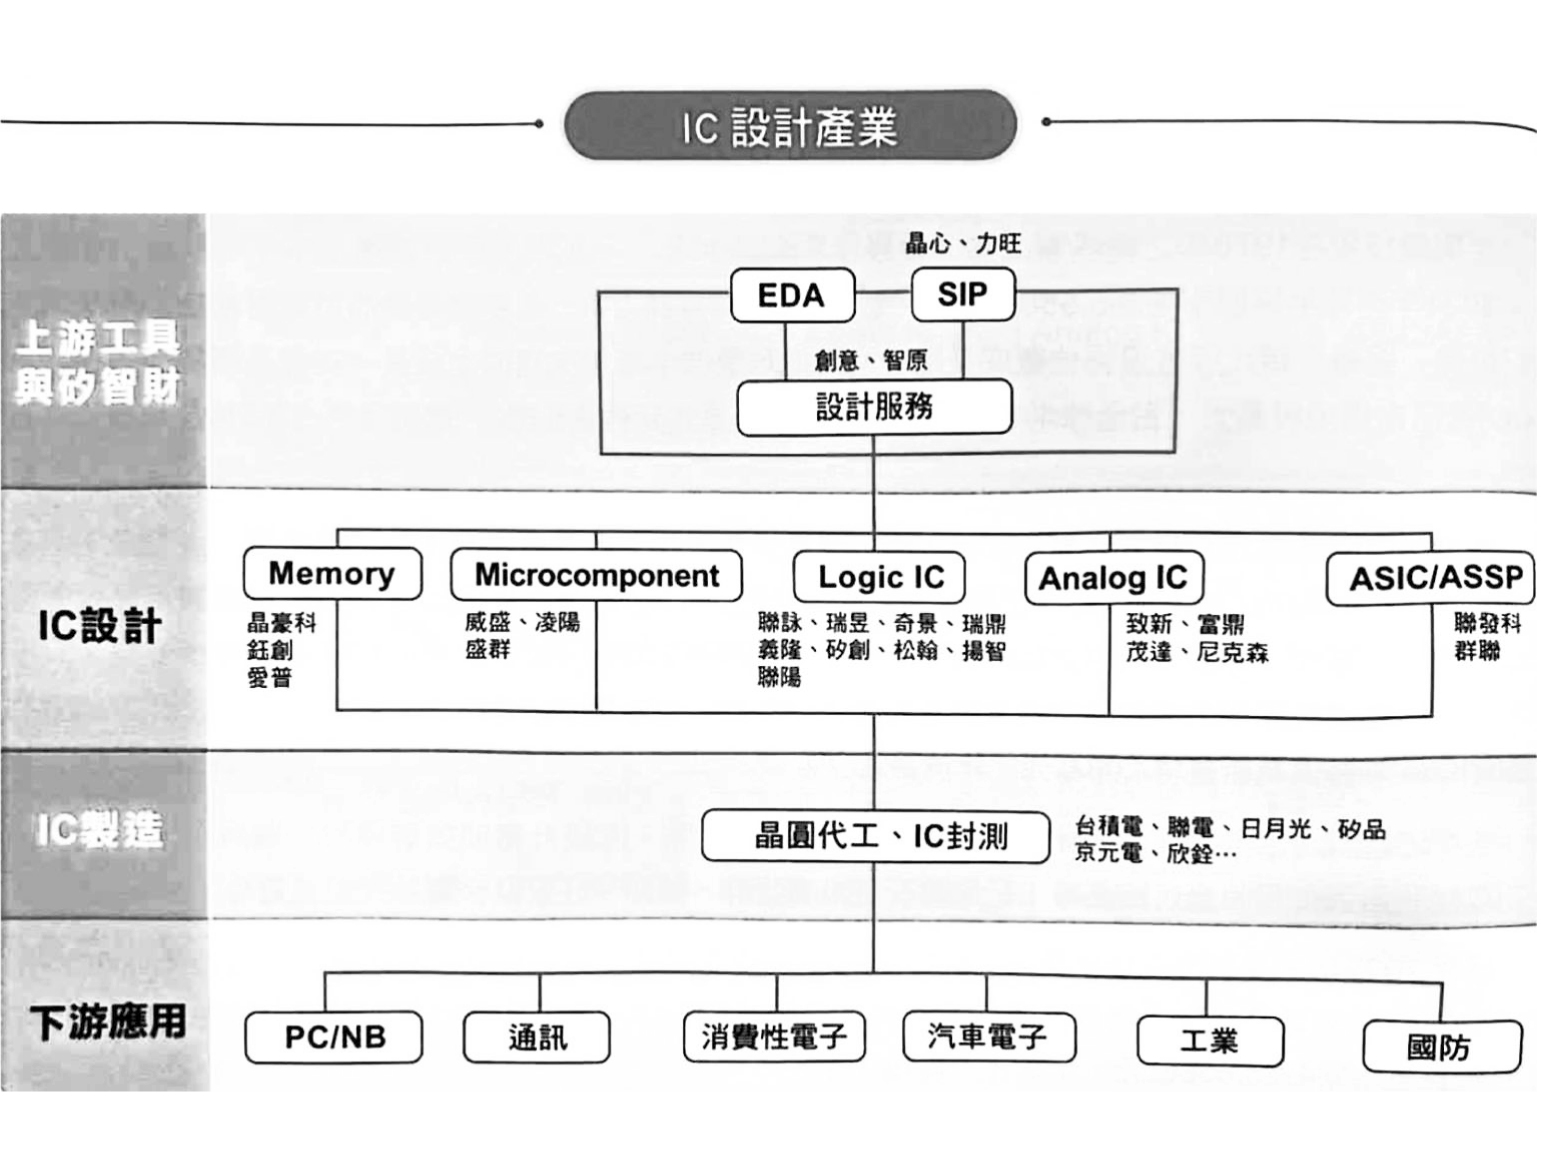 IC 設計產業
上游工具
與矽智財
晶心、力旺
EDA
SIP
創意、智原
設計服務
IC設計
Memory
晶豪科
鈺創
愛普
Microcomponent
威盛、凌陽
盛群
Logic IC
聯詠、瑞昱、奇景、瑞鼎
義隆、矽創、松翰、揚智
聯陽
Analog IC
致新、富鼎
茂達、尼克森
ASIC/ASSP
聯發科
群聯
IC製造
晶圓代工、IC封測
台積電、聯電、日月光、矽品
京元電、欣銓…
下游應用
PC/NB
通訊
消費性電子
汽車電子
工業
國防